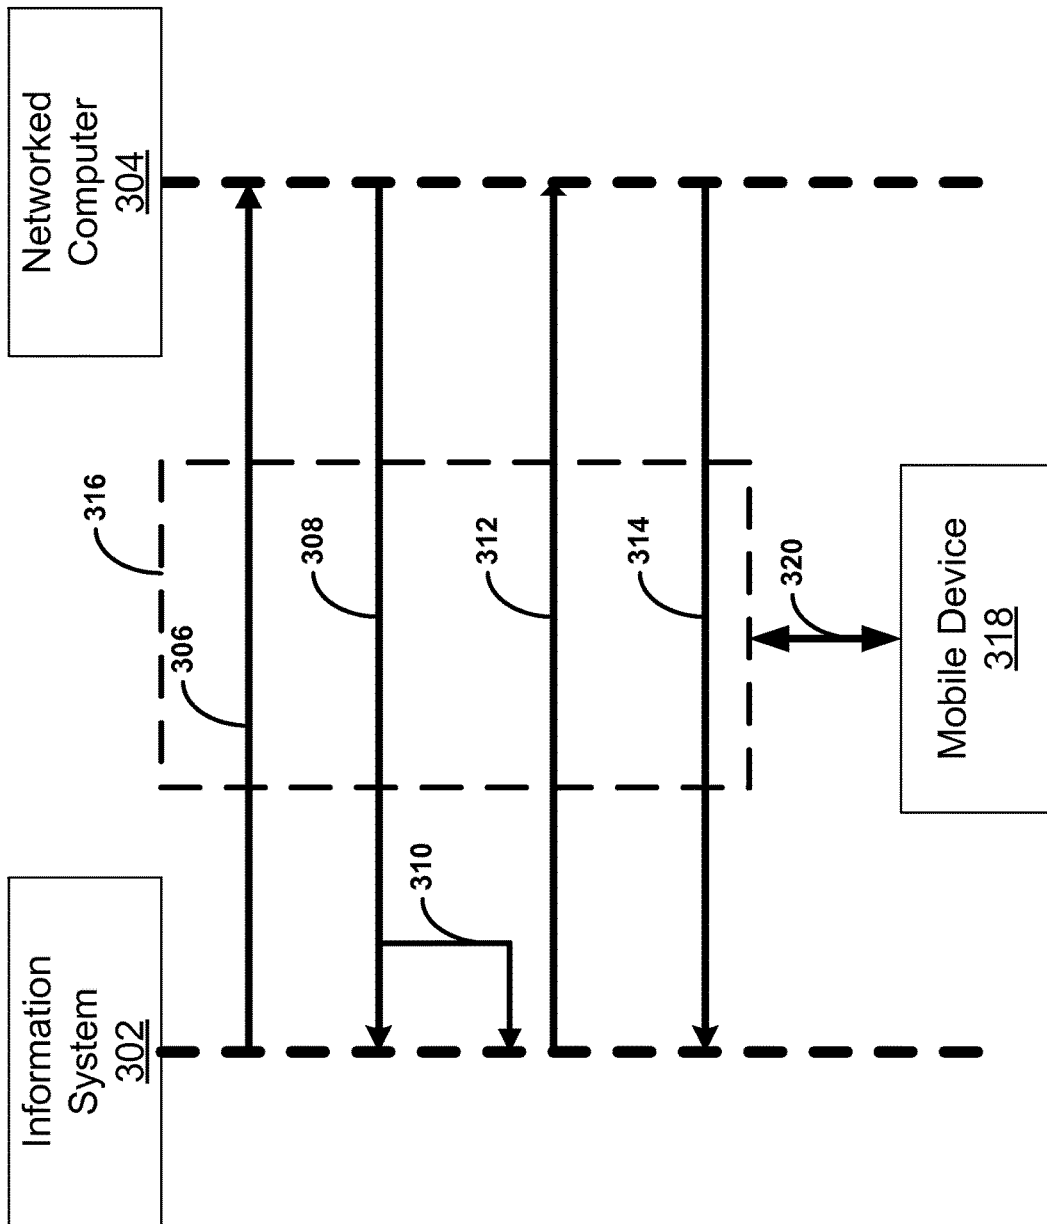 Information
System
302
Networked
Computer
304
316
306
308
310
312
314
320
Mobile Device
318